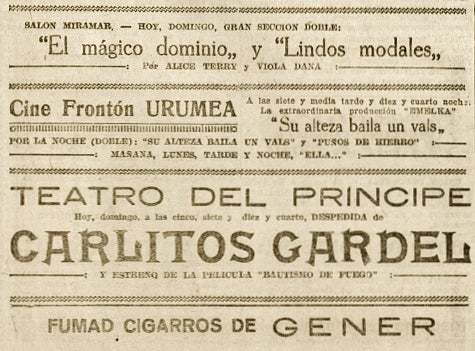 SALON MIRAMAR, — HOY, DOMINGO, GRAN SECCION DOBLE:
"El mágico dominio„ y "Lindos modales„
Por ALICE TERRY y VIOLA DANA
Cine Frontón URUMEA
A las siete y media tarde y diez y cuarto noche:
La extraordinaria producción "EMELKA"
"Su alteza baila un vals„
POR LA NOCHE (DOBLE): "SU ALTEZA BAILA UN VALS" y "PUÑOS DE HIERRO"
MAÑANA, LUNES, TARDE Y NOCHE, "ELLA..."
TEATRO DEL PRINCIPE
Hoy, domingo, a las cinco, siete y diez y cuarto, DESPEDIDA de
CARLITOS GARDEL
Y ESTRENO DE LA PELICULA "BAUTISMO DE FUEGO"
FUMAD CIGARROS DE GENER